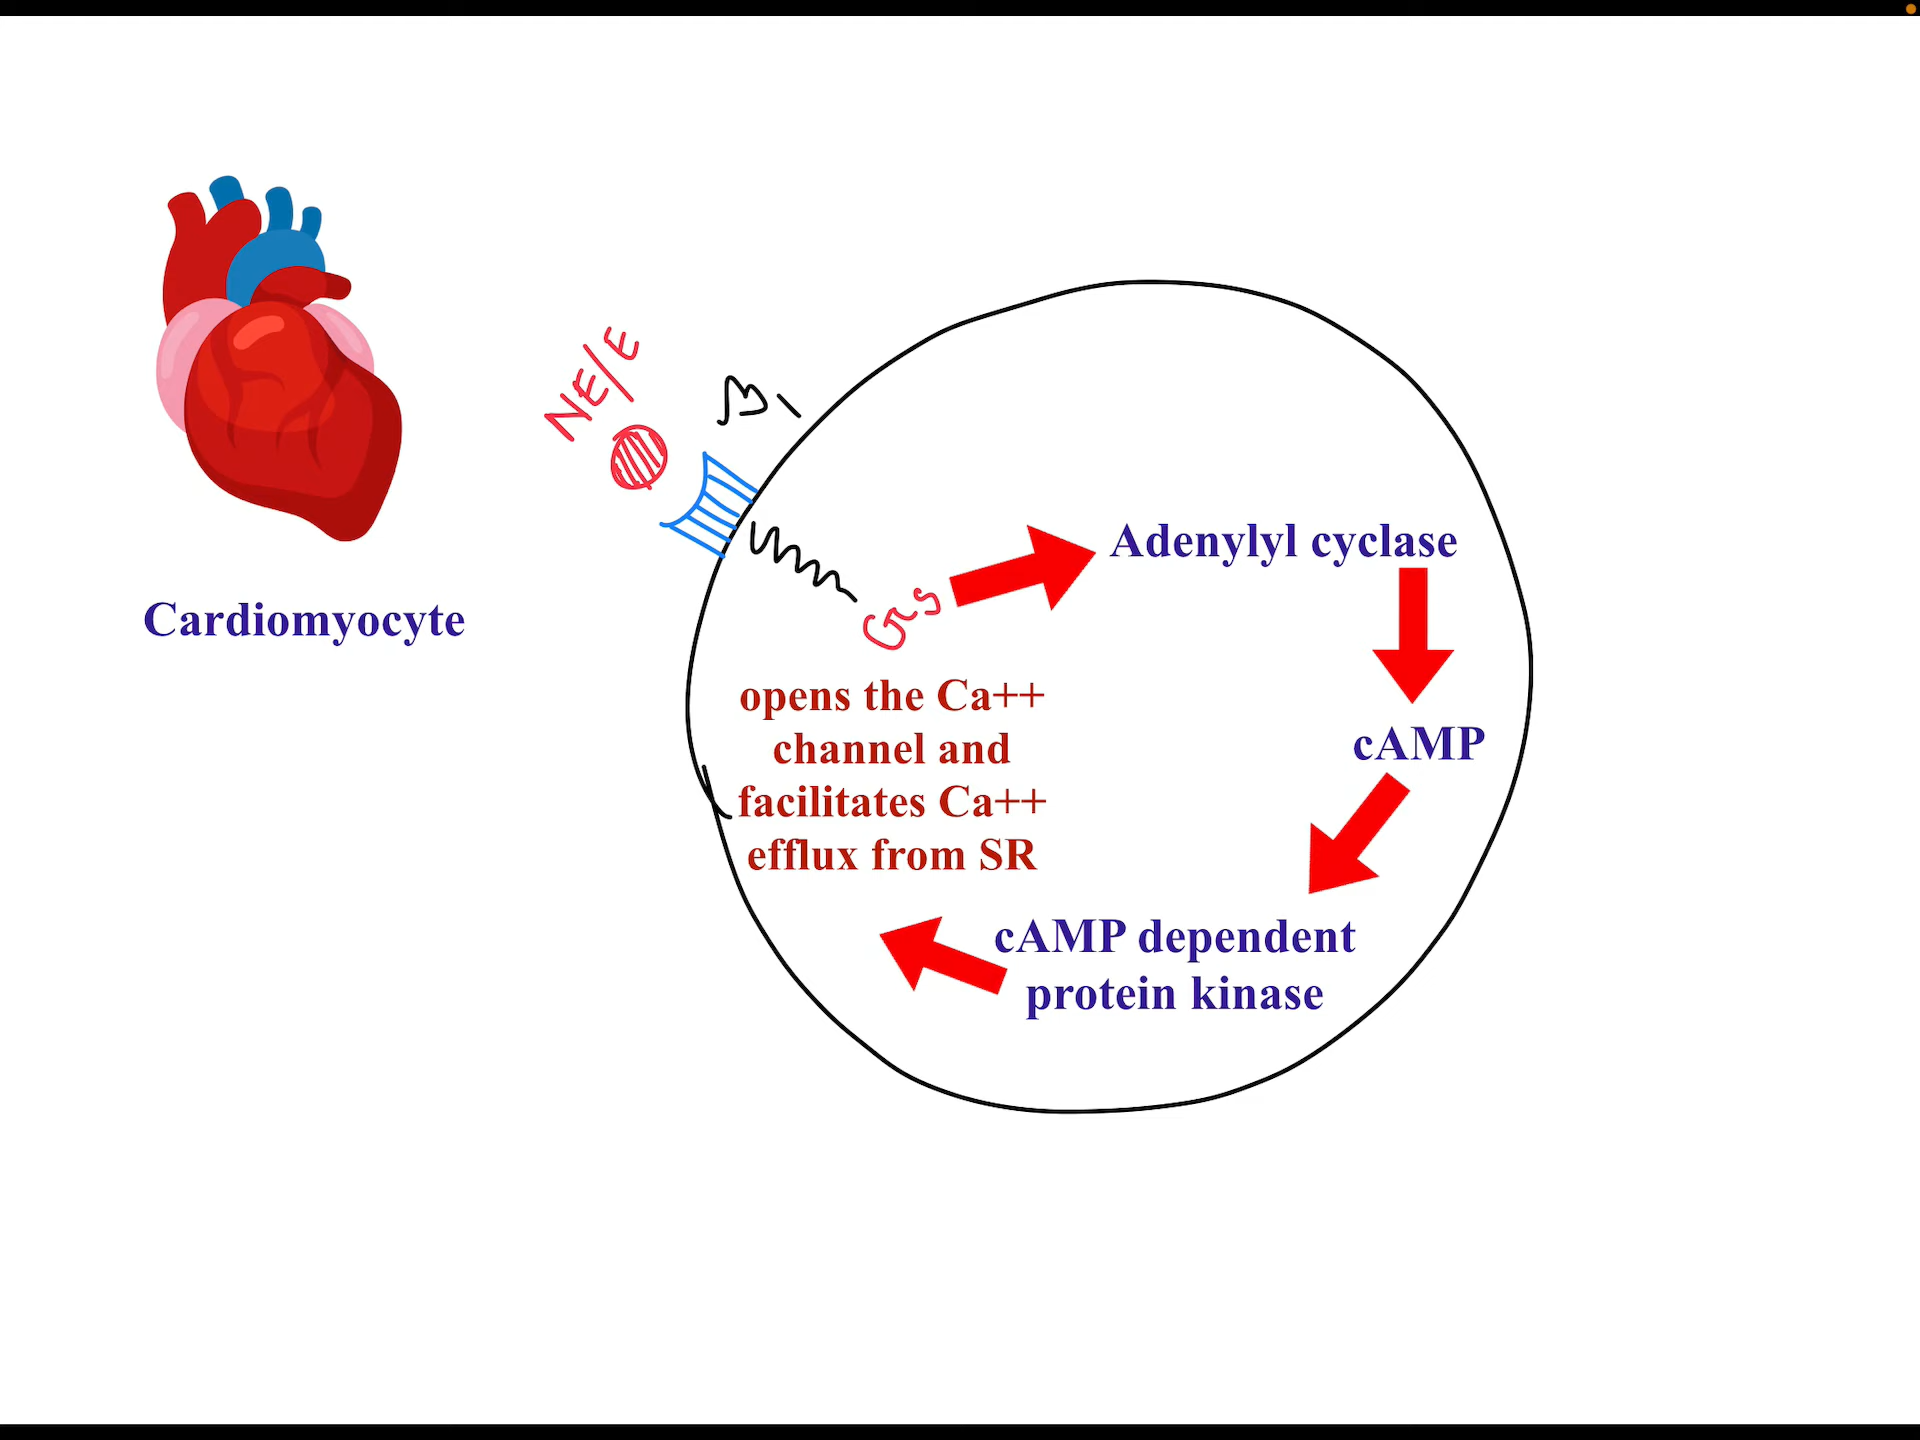 NE/E
β1
Adenylyl cyclase
Gs
Cardiomyocyte
opens the Ca++
channel and
facilitates Ca++
efflux from SR
cAMP
cAMP dependent
protein kinase